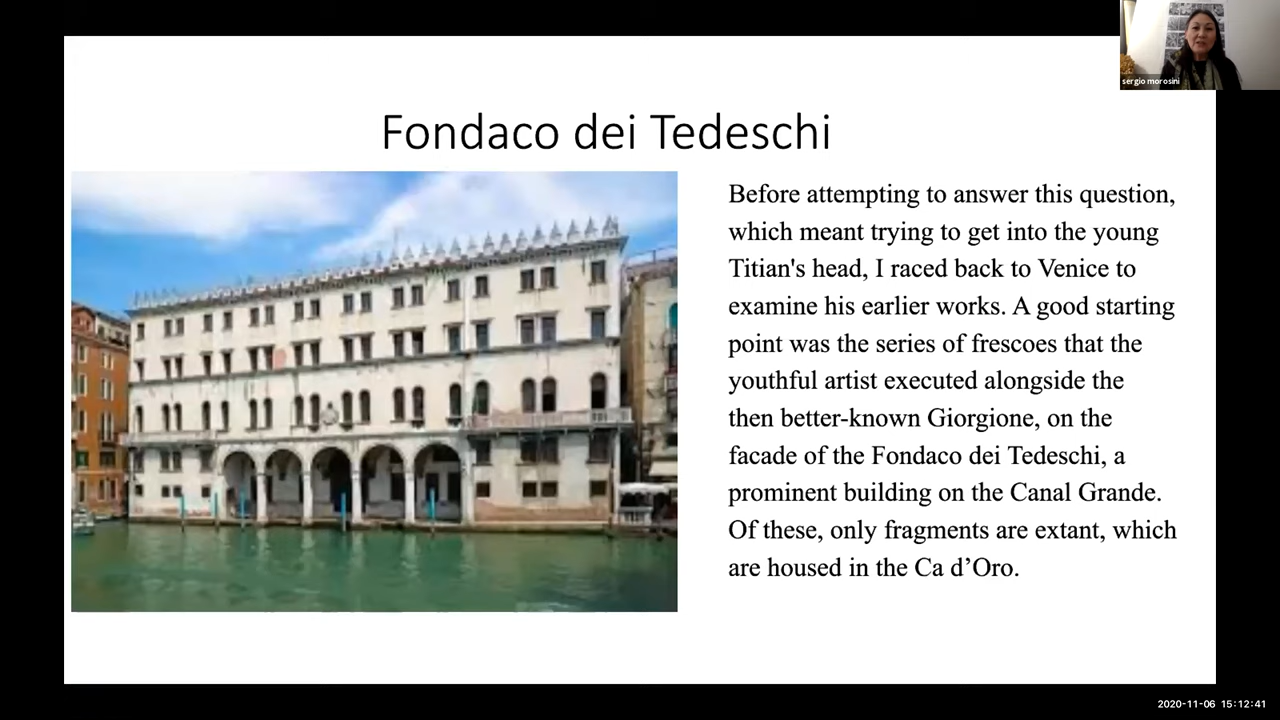 sergio morosini
Fondaco dei Tedeschi
Before attempting to answer this question,
which meant trying to get into the young
Titian's head, I raced back to Venice to
examine his earlier works. A good starting
point was the series of frescoes that the
youthful artist executed alongside the
then better-known Giorgione, on the
facade of the Fondaco dei Tedeschi, a
prominent building on the Canal Grande.
Of these, only fragments are extant, which
are housed in the Ca d’Oro.
2020-11-06 15:12:41